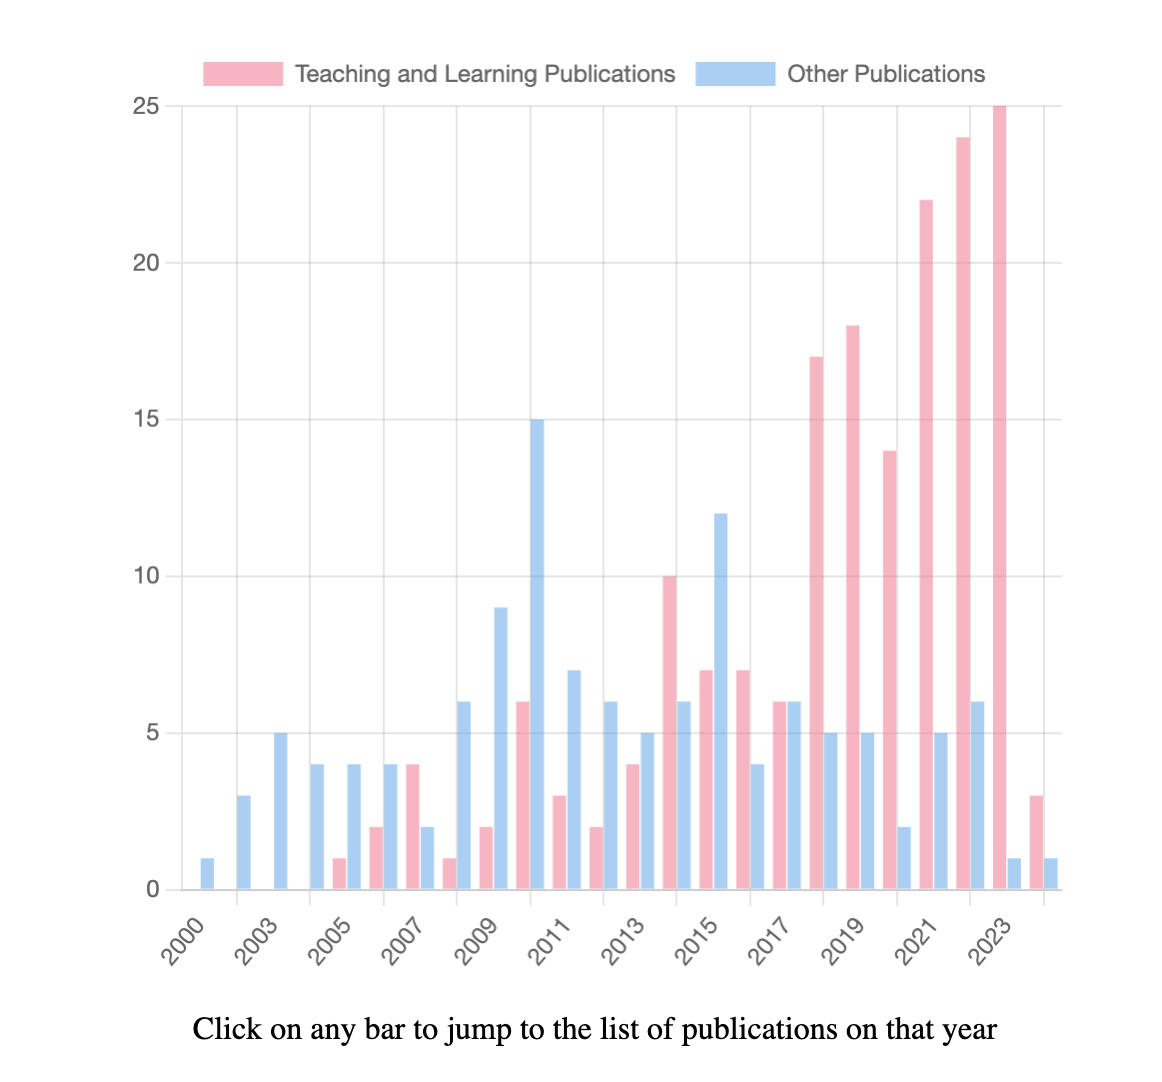 Teaching and Learning Publications Other Publications
25
20
15
10
5
0
2000 2003 2005 2007 2009 2011 2013 2015 2017 2019 2021 2023
Click on any bar to jump to the list of publications on that year